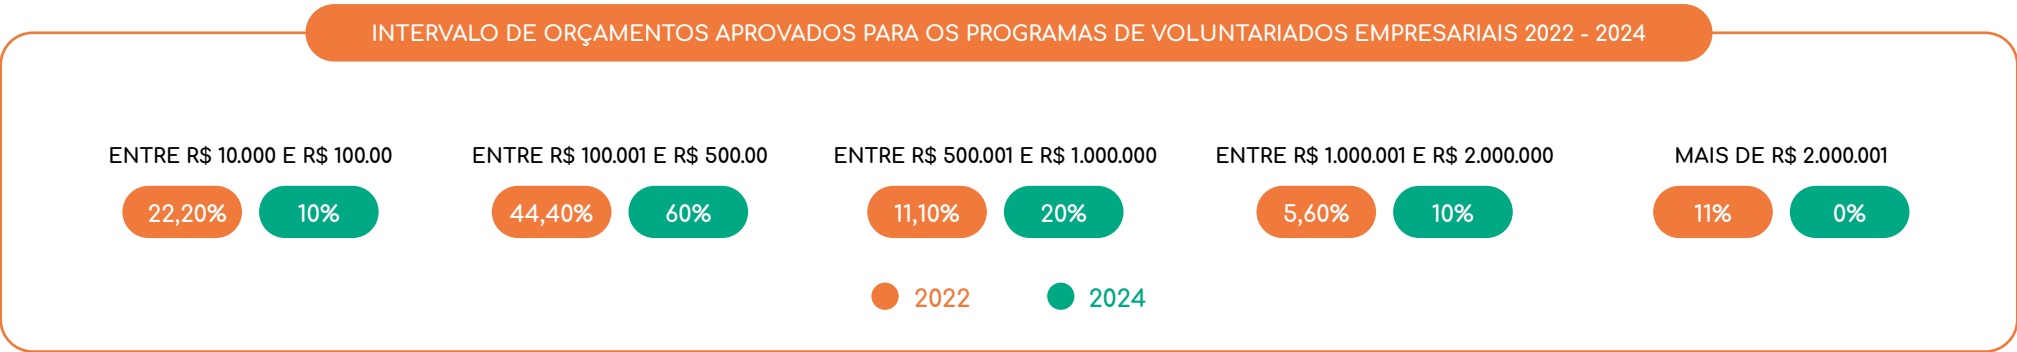 INTERVALO DE ORÇAMENTOS APROVADOS PARA OS PROGRAMAS DE VOLUNTARIADOS EMPRESARIAIS 2022 - 2024
ENTRE R$ 10.000 E R$ 100.00
22,20% 10%
ENTRE R$ 100.001 E R$ 500.00
44,40% 60%
ENTRE R$ 500.001 E R$ 1.000.000
11,10% 20%
ENTRE R$ 1.000.001 E R$ 2.000.000
5,60% 10%
MAIS DE R$ 2.000.001
11% 0%
2022 2024